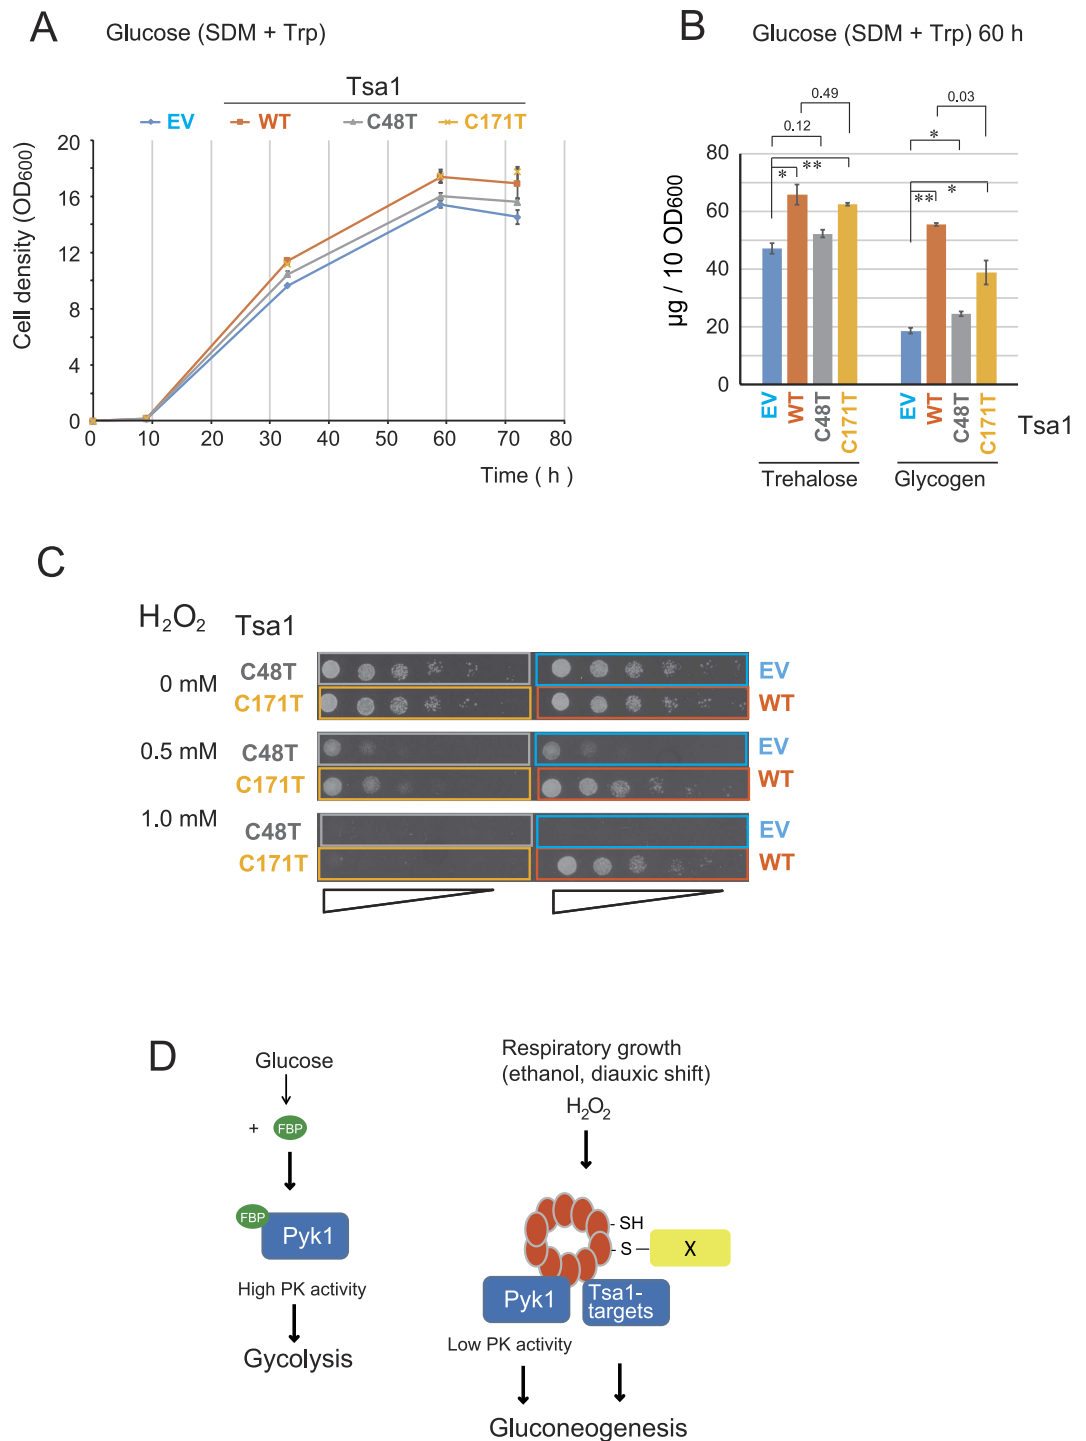 A Glucose (SDM + Trp)
Tsa1
EV WT C48T C171T
Cell density (OD600)
20
16
12
8
4
0
0 10 20 30 40 50 60 70 80
Time ( h )
B Glucose (SDM + Trp) 60 h
0.49
0.03
0.12
*
* **
** *
µg / 10 OD600
80
60
40
20
0
EV WT C48T C171T EV WT C48T C171T
Tsa1
Trehalose Glycogen
C
H2O2 Tsa1
0 mM C48T EV
C171T WT
0.5 mM C48T EV
C171T WT
1.0 mM C48T EV
C171T WT
D
Glucose
+ FBP
FBP
Pyk1
High PK activity
Gycolysis
Respiratory growth
(ethanol, diauxic shift)
H2O2
SH
S X
Pyk1
Tsa1-
targets
Low PK activity
Gluconeogenesis